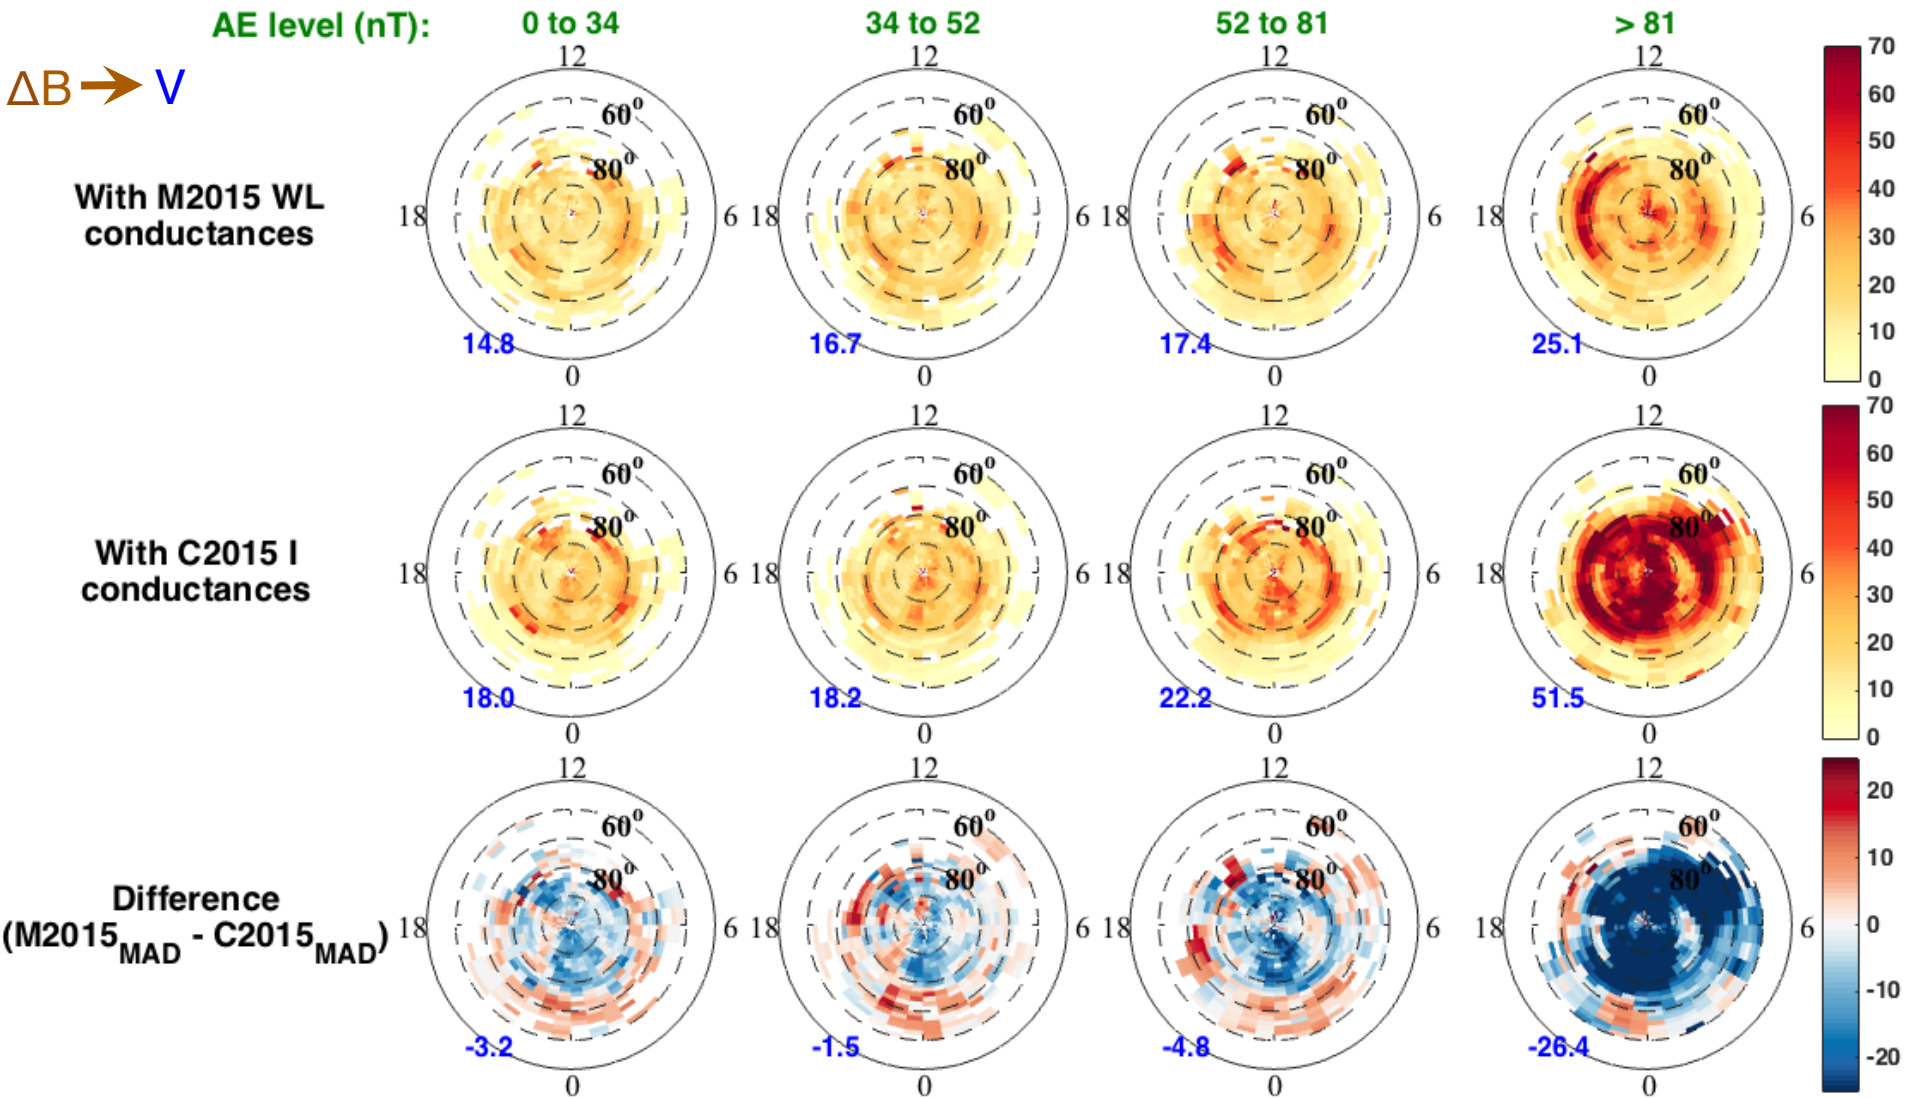 AE level (nT): 0 to 34 34 to 52 52 to 81 > 81
ΔB → V
12 12 12 12
60° 60° 60° 60°
80° 80° 80° 80°
With M2015 WL
conductances
18 6 18 6 18 6 18 6
14.8 16.7 17.4 25.1
0 0 0 0
70
60
50
40
30
20
10
0
12 12 12 12
60° 60° 60° 60°
80° 80° 80° 80°
With C2015 I
conductances
18 6 18 6 18 6 18 6
18.0 18.2 22.2 51.5
0 0 0 0
70
60
50
40
30
20
10
0
12 12 12 12
60° 60° 60° 60°
80° 80° 80° 80°
Difference
(M2015MAD - C2015MAD)
18 6 18 6 18 6 18 6
-3.2 -1.5 -4.8 -26.4
0 0 0 0
20
10
0
-10
-20